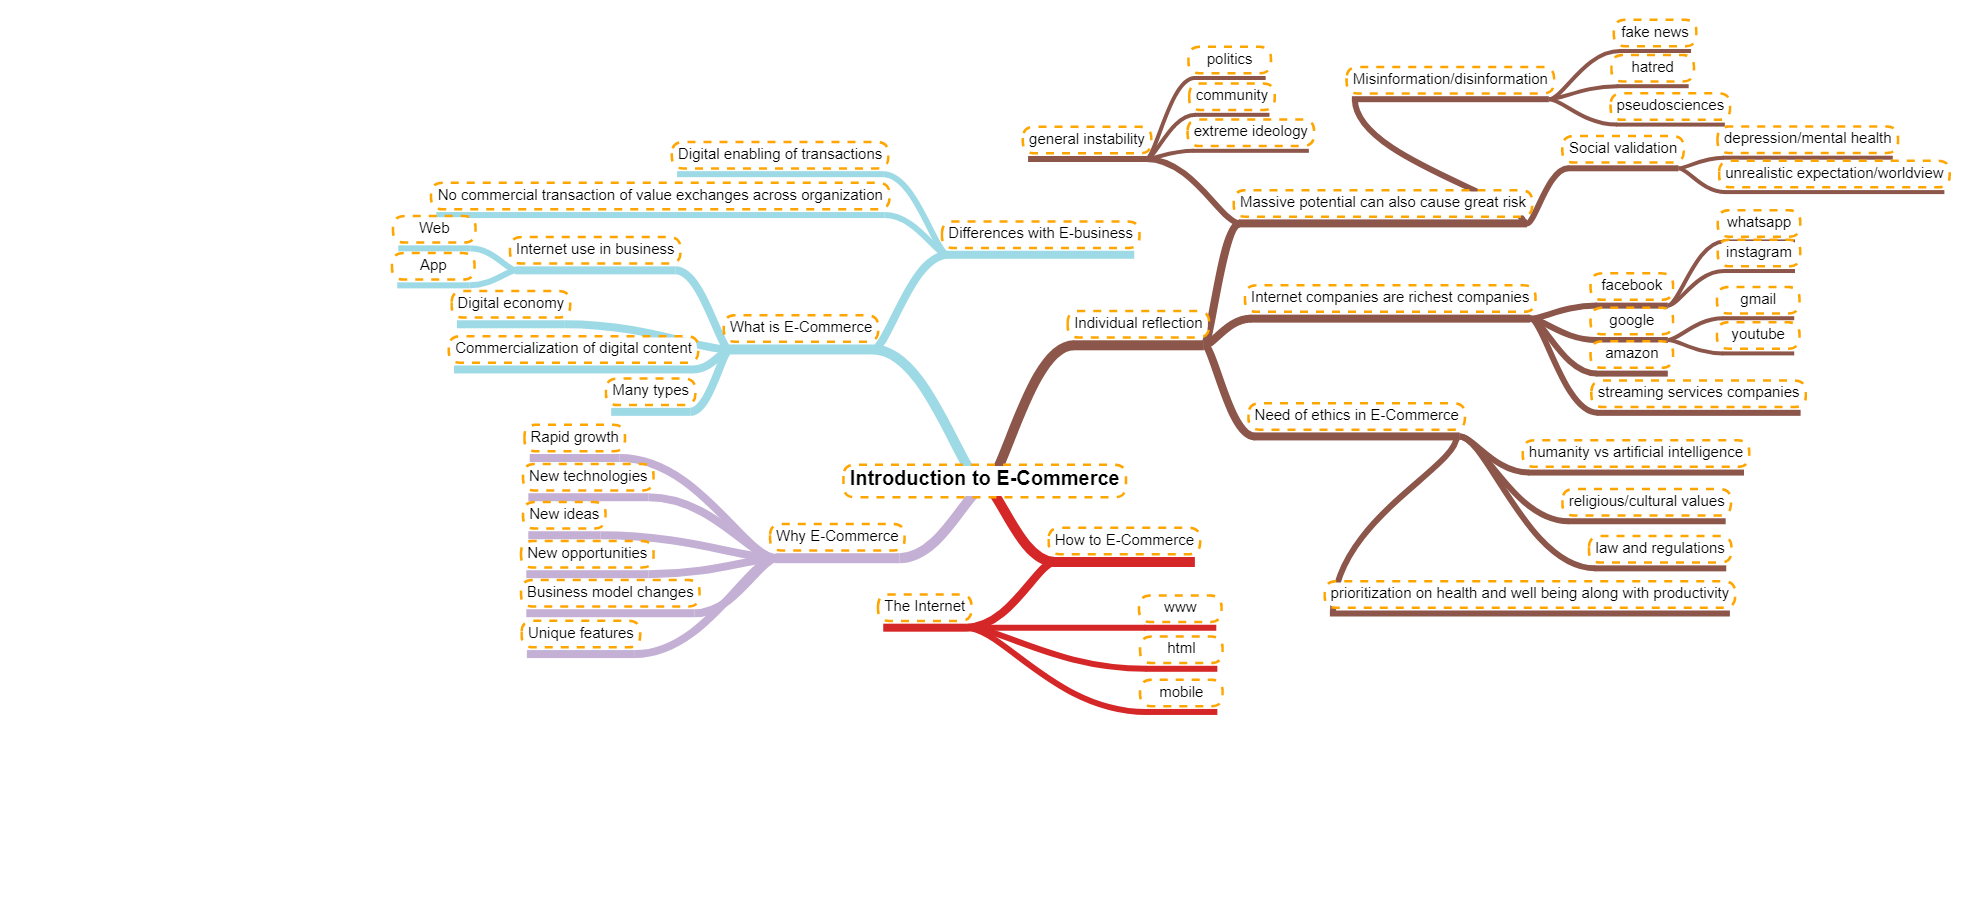 fake news
politics
hatred
Misinformation/disinformation
community
pseudosciences
extreme ideology
general instability
depression/mental health
Social validation
Digital enabling of transactions
unrealistic expectation/worldview
No commercial transaction of value exchanges across organization
Massive potential can also cause great risk
whatsapp
Web
Differences with E-business
Internet use in business
instagram
App
facebook
Internet companies are richest companies
gmail
Digital economy
google
Individual reflection
What is E-Commerce
youtube
Commercialization of digital content
amazon
Many types
streaming services companies
Need of ethics in E-Commerce
Rapid growth
humanity vs artificial intelligence
New technologies
Introduction to E-Commerce
religious/cultural values
New ideas
Why E-Commerce
How to E-Commerce
law and regulations
New opportunities
Business model changes
prioritization on health and well being along with productivity
The Internet
www
Unique features
html
mobile